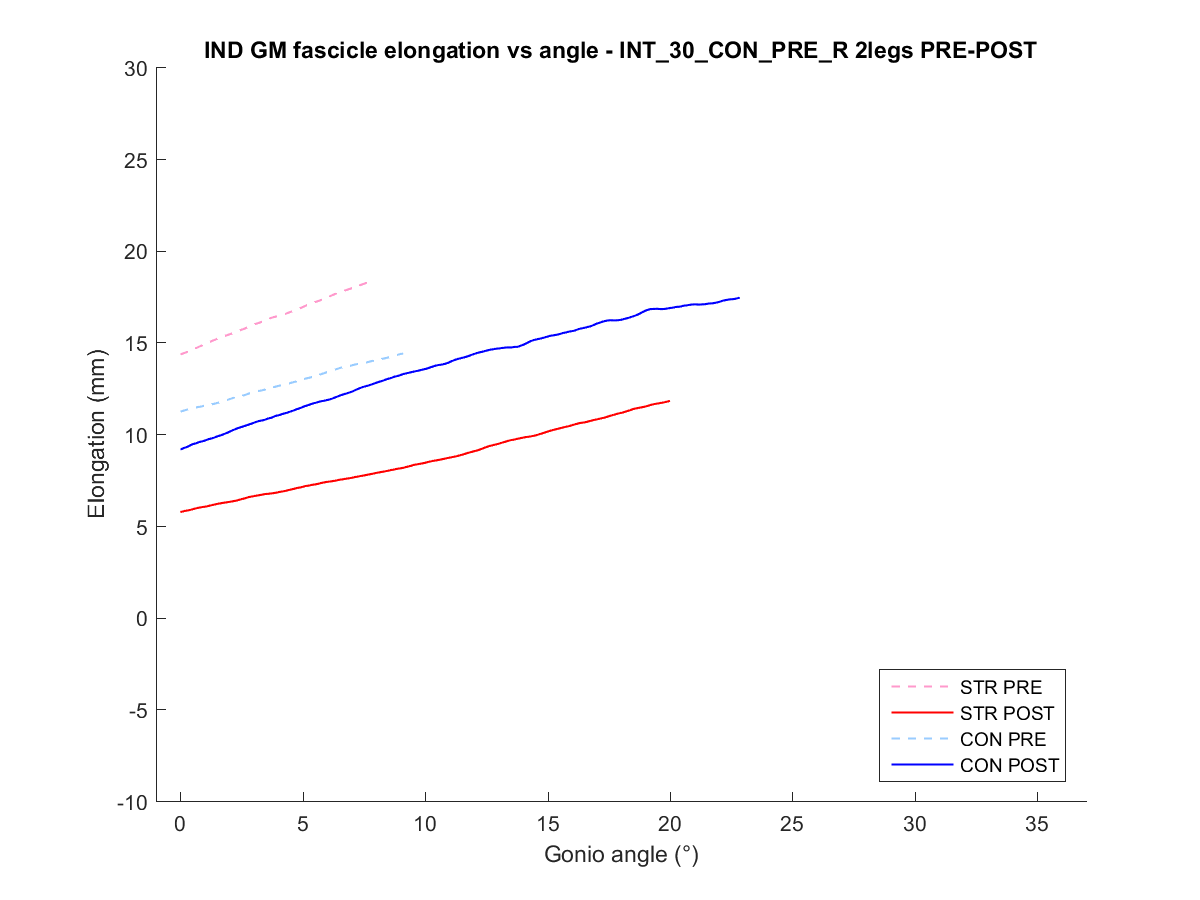 IND GM fascicle elongation vs angle - INT_30_CON_PRE_R 2legs PRE-POST
30
25
20
15
10
5
0
-5
-10
Elongation (mm)
0 5 10 15 20 25 30 35
Gonio angle (°)
STR PRE
STR POST
CON PRE
CON POST